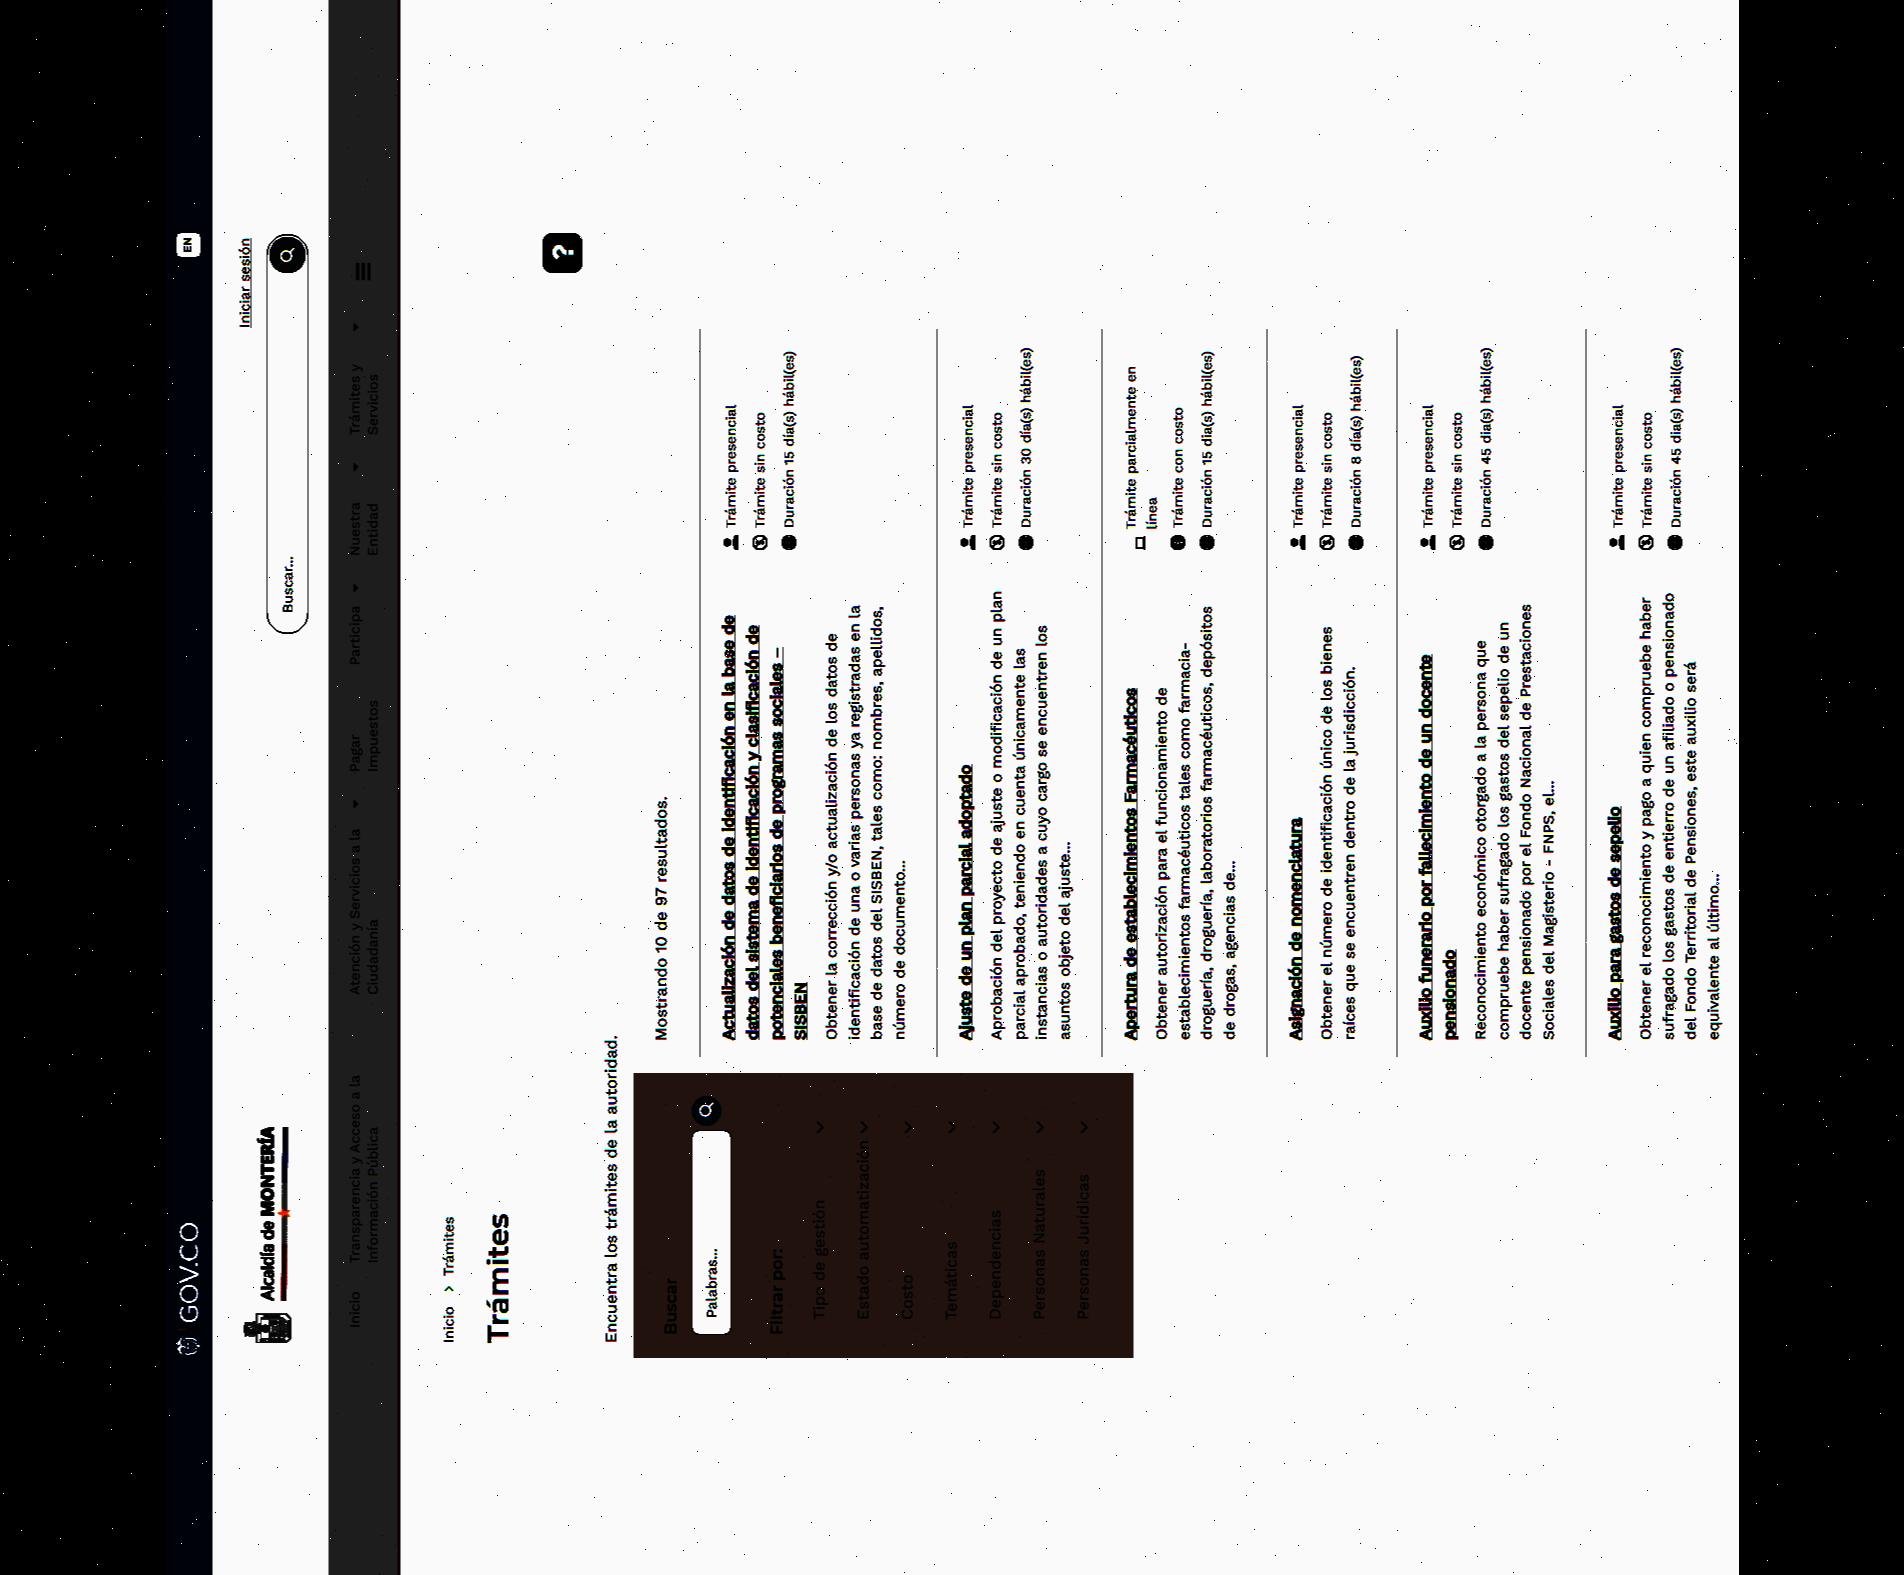 GOV.CO
EN
Alcaldía de MONTERÍA
Iniciar sesión
Buscar...
Inicio
Transparencia y Acceso a la
Información Pública
Atención y Servicios a la
Ciudadanía
Pagar
Impuestos
Participa
Nuestra
Entidad
Trámites y
Servicios
Inicio > Trámites
Trámites
?
Encuentra los trámites de la autoridad.
Buscar
Palabras...
Filtrar por:
Tipo de gestión
Estado automatización
Costo
Temáticas
Dependencias
Personas Naturales
Personas Jurídicas
Mostrando 10 de 97 resultados.
Actualización de datos de identificación en la base de
datos del sistema de identificación y clasificación de
potenciales beneficiarios de programas sociales –
SISBEN
Obtener la corrección y/o actualización de los datos de
identificación de una o varias personas ya registradas en la
base de datos del SISBEN, tales como: nombres, apellidos,
número de documento...
Trámite presencial
Trámite sin costo
Duración 15 día(s) hábil(es)
Ajuste de un plan parcial adoptado
Aprobación del proyecto de ajuste o modificación de un plan
parcial aprobado, teniendo en cuenta únicamente las
instancias o autoridades a cuyo cargo se encuentren los
asuntos objeto del ajuste...
Trámite presencial
Trámite sin costo
Duración 30 día(s) hábil(es)
Apertura de establecimientos Farmacéuticos
Obtener autorización para el funcionamiento de
establecimientos farmacéuticos tales como farmacia-
droguería, droguería, laboratorios farmacéuticos, depósitos
de drogas, agencias de...
Trámite parcialmente en
línea
Trámite con costo
Duración 15 día(s) hábil(es)
Asignación de nomenclatura
Obtener el número de identificación único de los bienes
raíces que se encuentren dentro de la jurisdicción.
Trámite presencial
Trámite sin costo
Duración 8 día(s) hábil(es)
Auxilio funerario por fallecimiento de un docente
pensionado
Reconocimiento económico otorgado a la persona que
compruebe haber sufragado los gastos del sepelio de un
docente pensionado por el Fondo Nacional de Prestaciones
Sociales del Magisterio – FNPS, el...
Trámite presencial
Trámite sin costo
Duración 45 día(s) hábil(es)
Auxilio para gastos de sepelio
Obtener el reconocimiento y pago a quien compruebe haber
sufragado los gastos de entierro de un afiliado o pensionado
del Fondo Territorial de Pensiones, este auxilio será
equivalente al último...
Trámite presencial
Trámite sin costo
Duración 45 día(s) hábil(es)